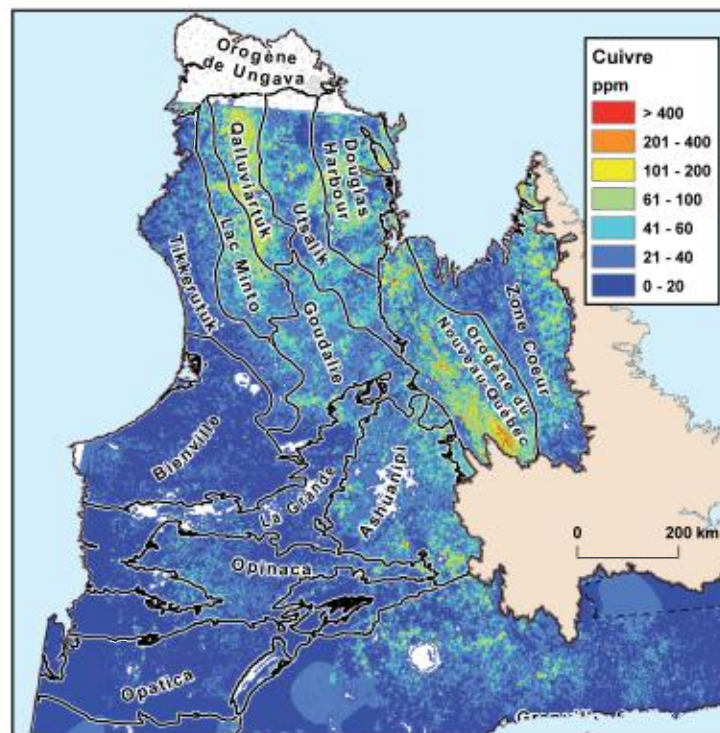 Orogène
de Ungava
Cuivre
ppm
> 400
201 - 400
101 - 200
61 - 100
41 - 60
21 - 40
0 - 20
Qalluviartuk
Douglas
Harbour
Utsalik
Lac Minto
Tikkerutuk
Goudalie
Zone Coeur
Orogène du
Nouveau-Québec
Bienville
La Grande
Ashuanipi
0 200 km
Opinaca
Opatica